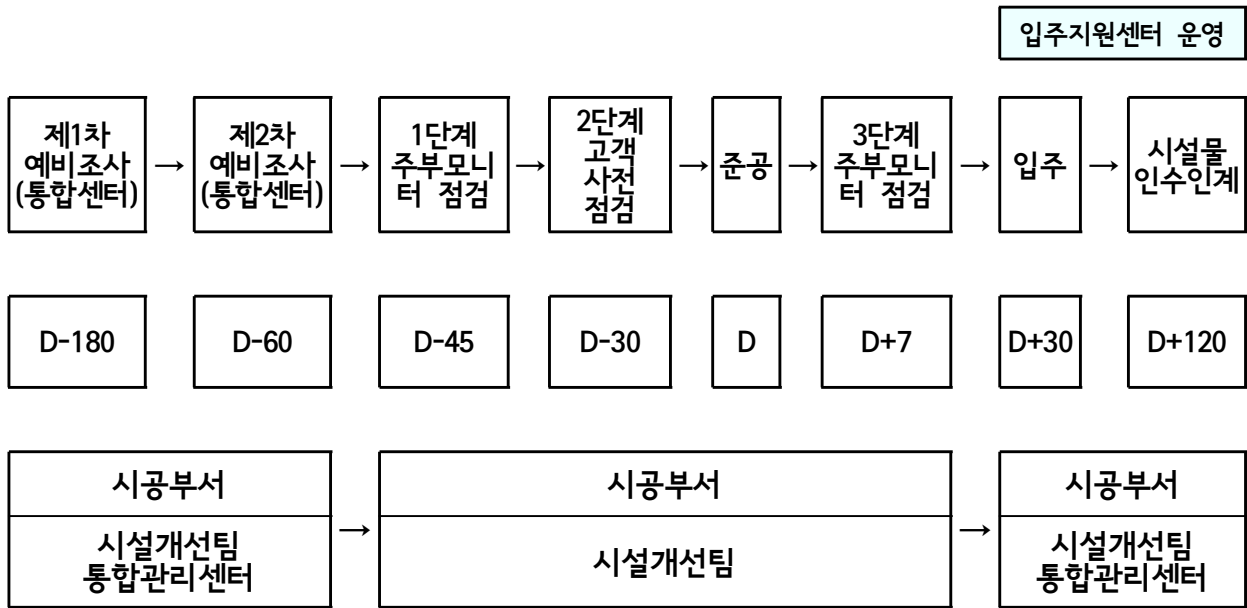 입주지원센터 운영
제1차
예비조사
(통합센터)
→
제2차
예비조사
(통합센터)
→
1단계
주부모니
터 점검
→
2단계
고객
사전
점검
→
준공
→
3단계
주부모니
터 점검
→
입주
→
시설물
인수인계
D-180
D-60
D-45
D-30
D
D+7
D+30
D+120
시공부서
시설개선팀
통합관리센터
→
시공부서
시설개선팀
→
시공부서
시설개선팀
통합관리센터